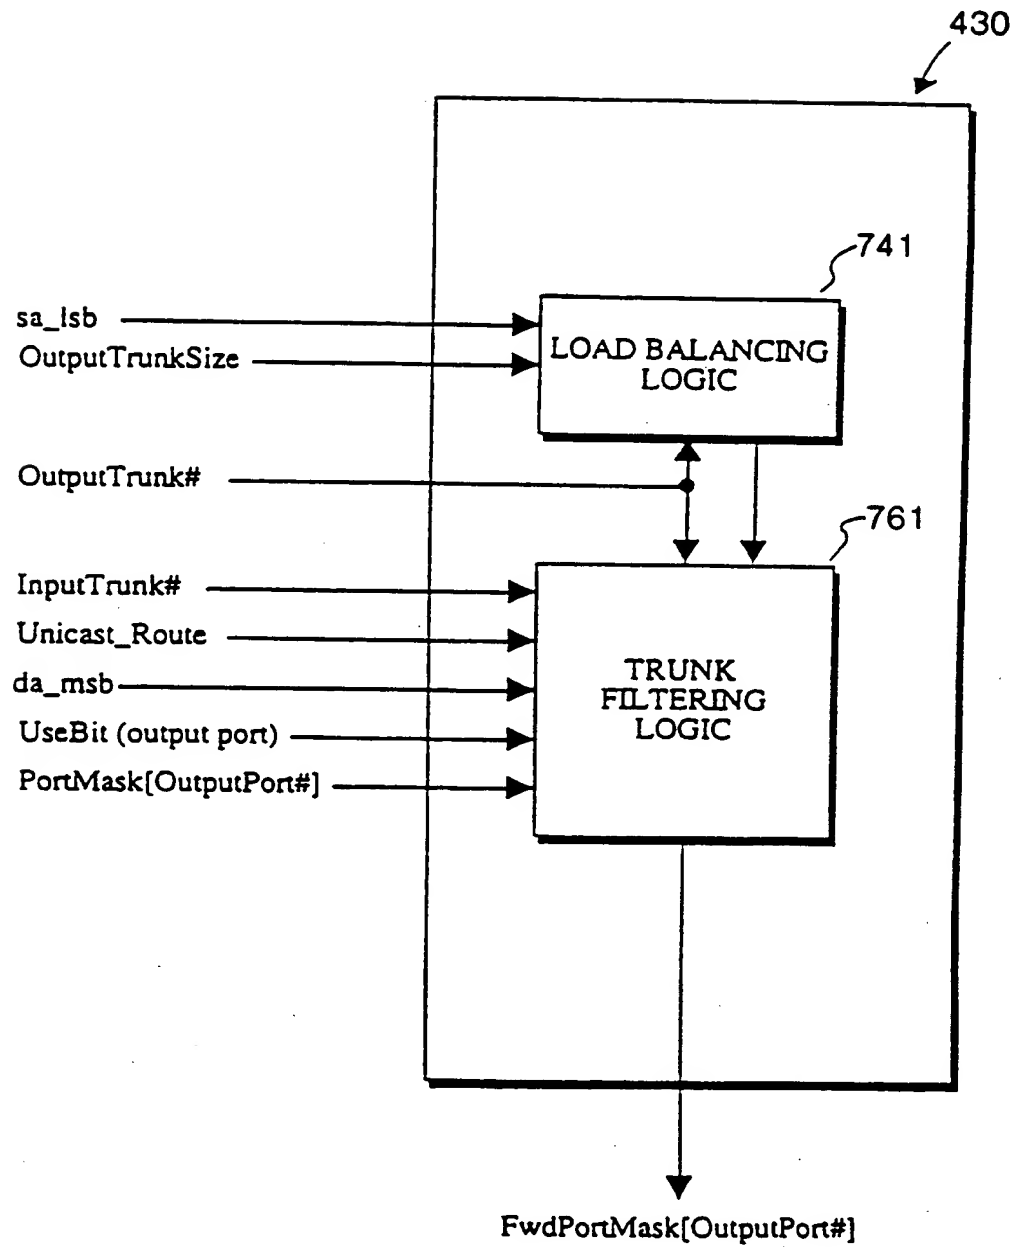 430
741
sa_lsb
OutputTrunkSize
LOAD BALANCING
LOGIC
OutputTrunk#
761
InputTrunk#
Unicast_Route
da_msb
UseBit (output port)
PortMask[OutputPort#]
TRUNK
FILTERING
LOGIC
FwdPortMask[OutputPort#]